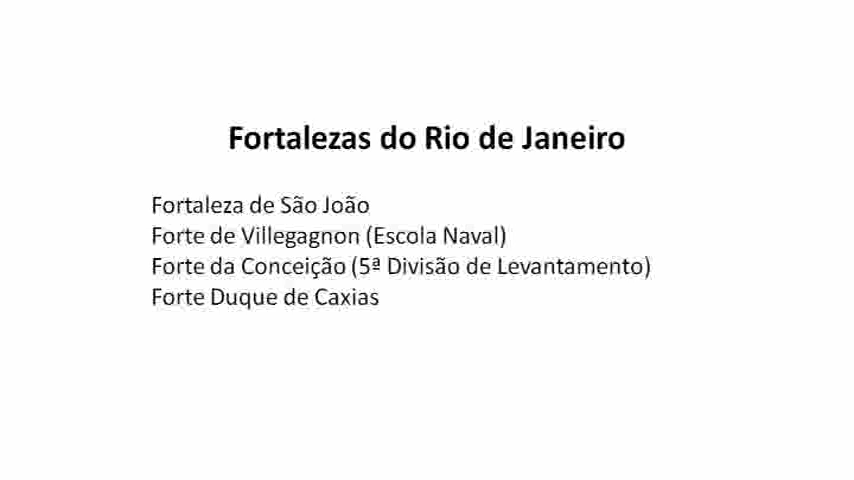 Fortalezas do Rio de Janeiro
Fortaleza de São João
Forte de Villegagnon (Escola Naval)
Forte da Conceição (5ª Divisão de Levantamento)
Forte Duque de Caxias